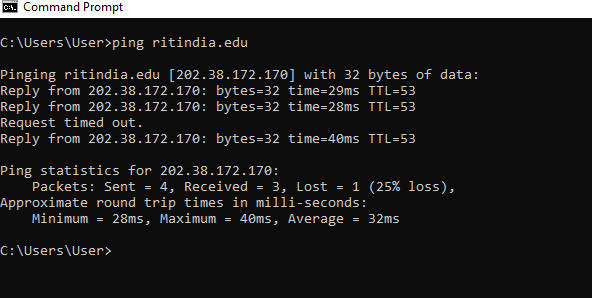 Command Prompt
C:\Users\User>ping ritindia.edu
Pinging ritindia.edu [202.38.172.170] with 32 bytes of data:
Reply from 202.38.172.170: bytes=32 time=29ms TTL=53
Reply from 202.38.172.170: bytes=32 time=28ms TTL=53
Request timed out.
Reply from 202.38.172.170: bytes=32 time=40ms TTL=53
Ping statistics for 202.38.172.170:
    Packets: Sent = 4, Received = 3, Lost = 1 (25% loss),
Approximate round trip times in milli-seconds:
    Minimum = 28ms, Maximum = 40ms, Average = 32ms
C:\Users\User>